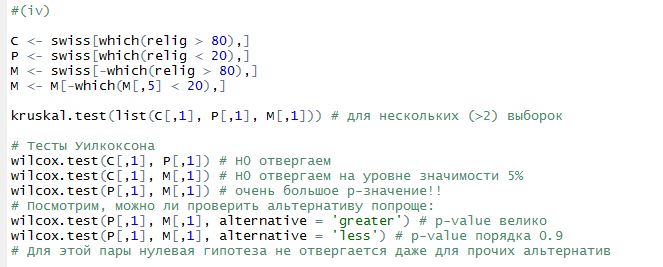 #(iv)
C <- swiss[which(relig > 80),]
P <- swiss[which(relig < 20),]
M <- swiss[-which(relig > 80),]
M <- M[-which(M[,5] < 20),]
kruskal.test(list(C[,1], P[,1], M[,1])) # для нескольких (>2) выборок
# Тесты Уилкоксона
wilcox.test(C[,1], P[,1]) # H0 отвергаем
wilcox.test(C[,1], M[,1]) # H0 отвергаем на уровне значимости 5%
wilcox.test(P[,1], M[,1]) # очень большое p-значение!!
# Посмотрим, можно ли проверить альтернативу попроще:
wilcox.test(P[,1], M[,1], alternative = 'greater') # p-value велико
wilcox.test(P[,1], M[,1], alternative = 'less') # p-value порядка 0.9
# Для этой пары нулевая гипотеза не отвергается даже для прочих альтернатив